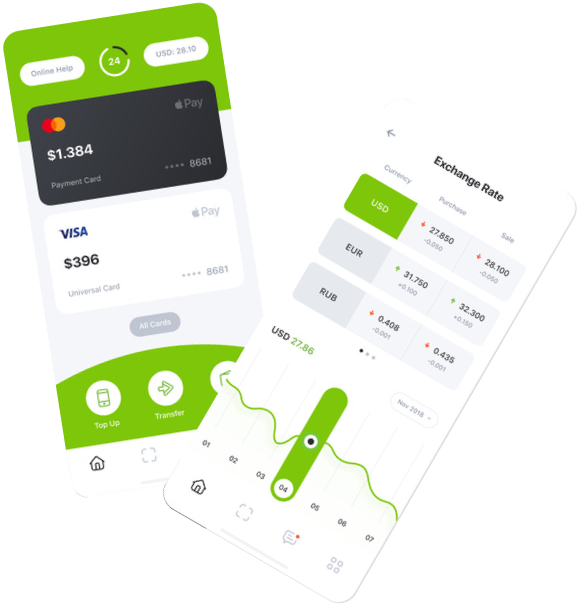 Online Help
24
USD: 28.10
Pay
$1.384
Payment Card
•••• 8681
VISA
Pay
$396
Universal Card
•••• 8681
All Cards
Top Up
Transfer
Exchange Rate
Currency Purchase Sale
USD 27.850 28.100
-0.050 -0.050
EUR 31.750 32.300
+0.100 +0.150
RUB 0.408 0.435
-0.001 -0.001
USD 27.86
Nov 2018
01 02 03 04 05 06 07